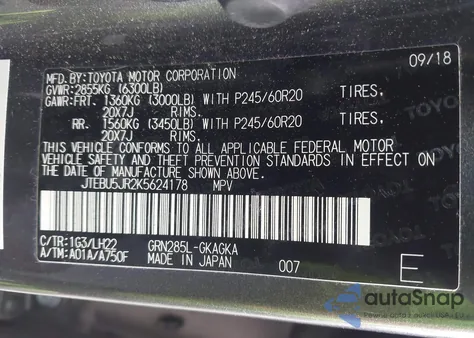 MFD. BY:TOYOTA MOTOR CORPORATION 09/18
GVWR: 2855KG (6300LB)
GAWR:FRT. 1360KG (3000LB) WITH P245/60R20 TIRES,
20X7J RIMS.
RR. 1560KG (3450LB) WITH P245/60R20 TIRES,
20X7J RIMS.
THIS VEHICLE CONFORMS TO ALL APPLICABLE FEDERAL MOTOR
VEHICLE SAFETY AND THEFT PREVENTION STANDARDS IN EFFECT
ON THE DATE OF MANUFACTURE SHOWN ABOVE.
JTEBU5JR2K5624178 MPV
C/TR:1G3/LH22 GRN285L-GKAGKA
A/TM:A01A/A750F MADE IN JAPAN 007 E
TOYOTA
autoSnap